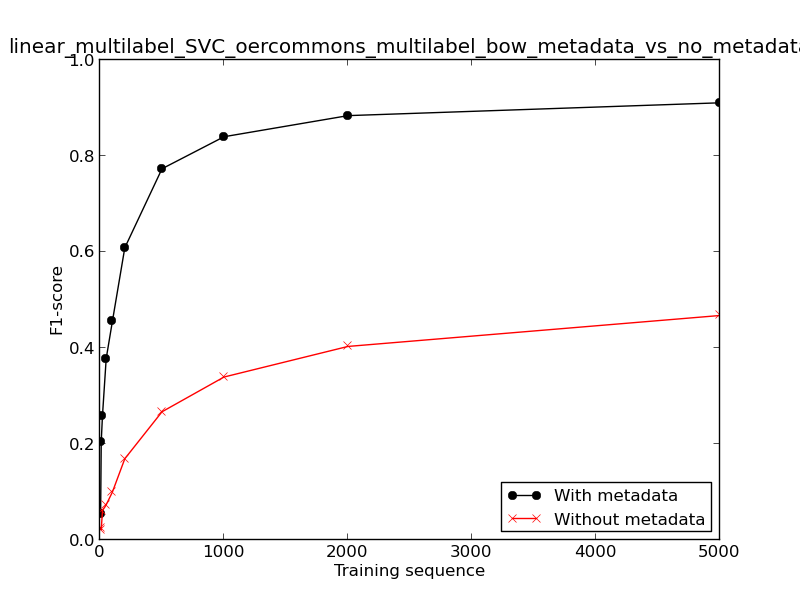 linear_multilabel_SVC_oercommons_multilabel_bow_metadata_vs_no_metadata
1.0
0.8
0.6
0.4
0.2
0.0
F1-score
0 1000 2000 3000 4000 5000
Training sequence
With metadata
Without metadata